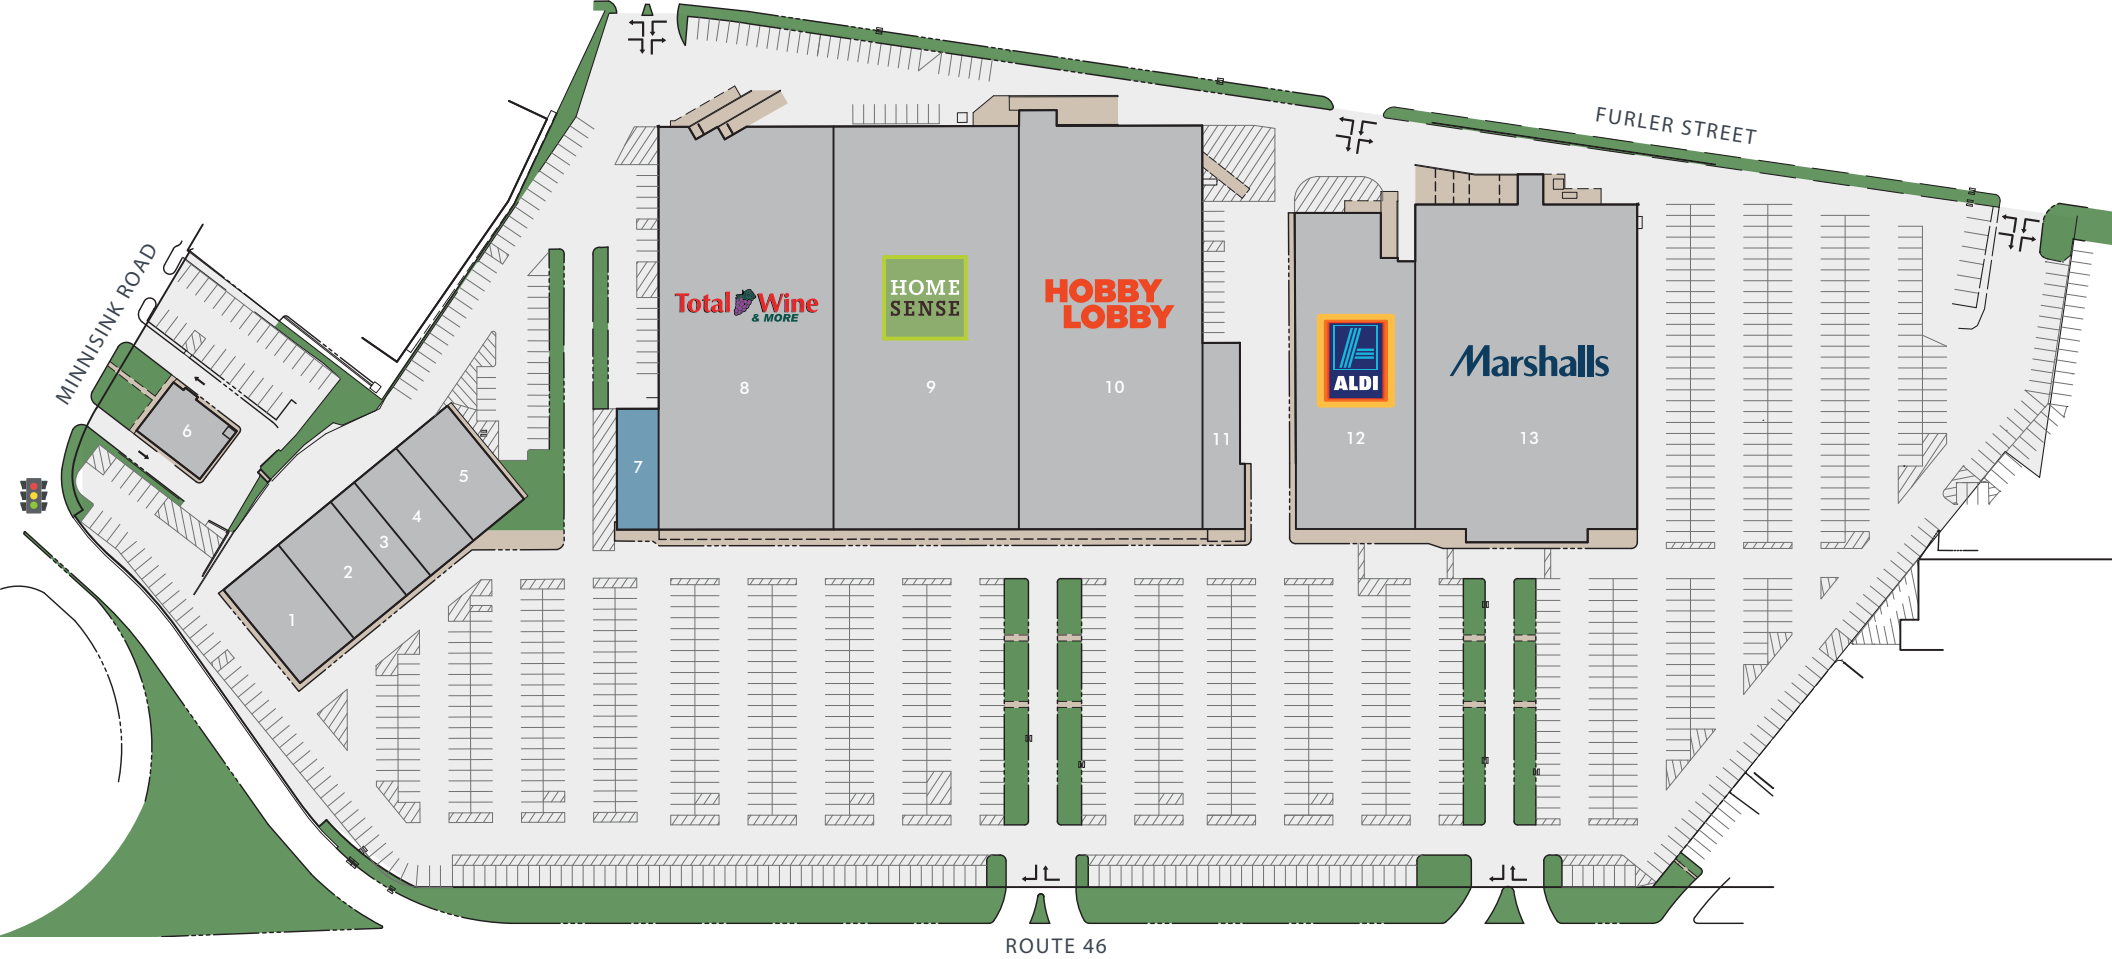 FURLER STREET
MINNISINK ROAD
Total Wine
& MORE
HOME
SENSE
HOBBY
LOBBY
ALDI
Marshalls
8
9
10
11
12
13
6
7
5
4
3
2
1
ROUTE 46